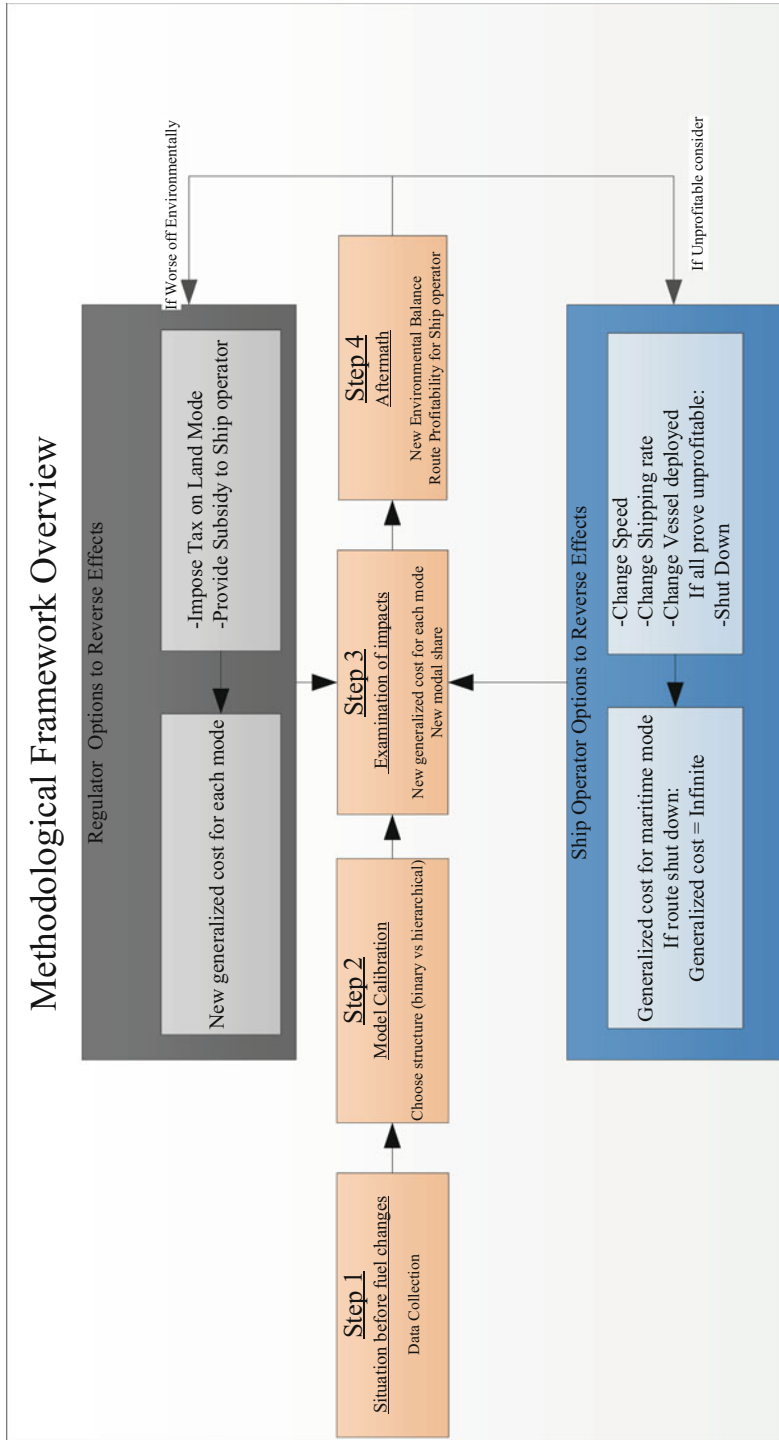 Methodological Framework Overview
Regulator  Options to Reverse Effects
New generalized cost for each mode
-Impose Tax on Land Mode
-Provide Subsidy to Ship operator
If Worse off Environmentally
Step 1
Situation before fuel changes
Data Collection
Step 2
Model Calibration
Choose structure (binary vs hierarchical)
Step 3
Examination of impacts
New generalized cost for each mode
New modal share
Step 4
Aftermath
New Environmental Balance
Route Profitability for Ship operator
Ship Operator Options to Reverse Effects
Generalized cost for maritime mode
If route shut down:
Generalized cost = Infinite
-Change Speed
-Change Shipping rate
-Change Vessel deployed
If all prove unprofitable:
-Shut Down
If Unprofitable consider